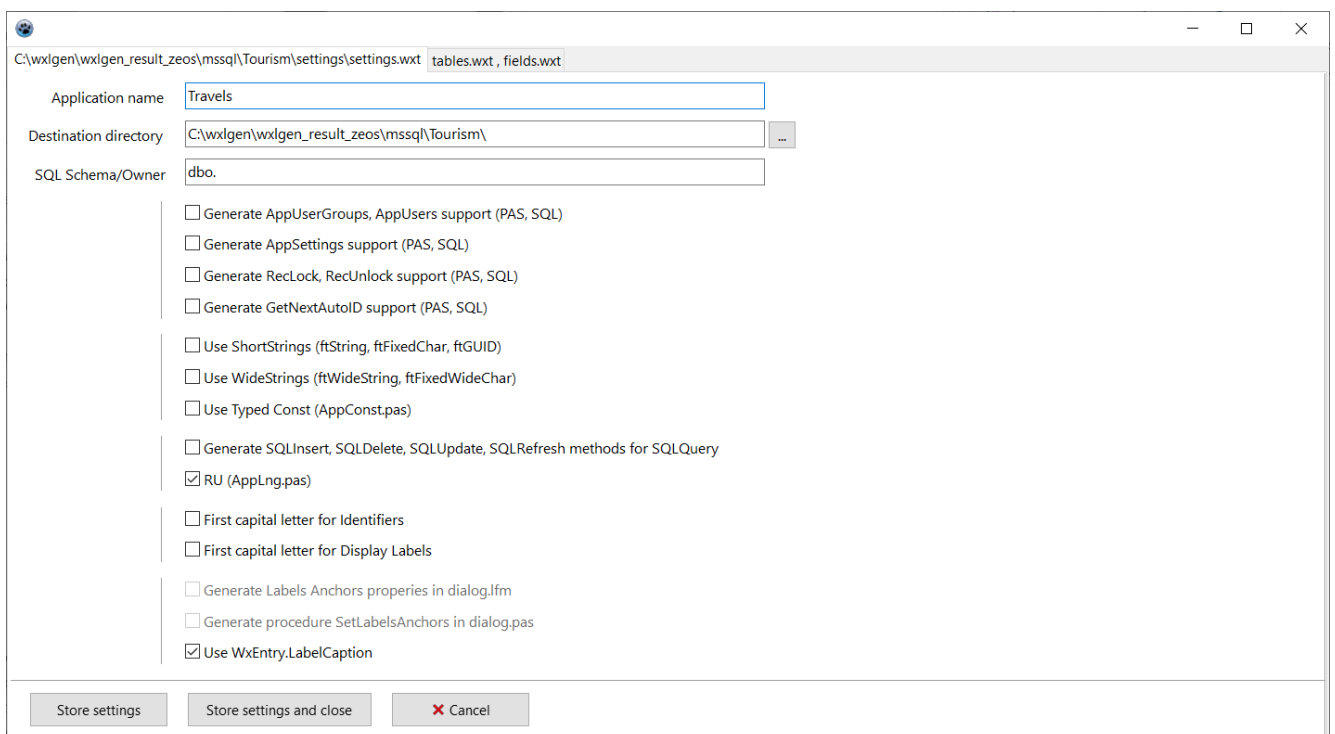 C:\wxlgen\wxlgen_result_zeos\mssql\Tourism\settings\settings.wxt tables.wxt , fields.wxt
Application name Travels
Destination directory C:\wxlgen\wxlgen_result_zeos\mssql\Tourism\ ...
SQL Schema/Owner dbo.
Generate AppUserGroups, AppUsers support (PAS, SQL)
Generate AppSettings support (PAS, SQL)
Generate RecLock, RecUnlock support (PAS, SQL)
Generate GetNextAutoID support (PAS, SQL)
Use ShortStrings (ftString, ftFixedChar, ftGUID)
Use WideStrings (ftWideString, ftFixedWideChar)
Use Typed Const (AppConst.pas)
Generate SQLInsert, SQLDelete, SQLUpdate, SQLRefresh methods for SQLQuery
RU (AppLng.pas)
First capital letter for Identifiers
First capital letter for Display Labels
Generate Labels Anchors properies in dialog.lfm
Generate procedure SetLabelsAnchors in dialog.pas
Use WxEntry.LabelCaption
Store settings Store settings and close Cancel